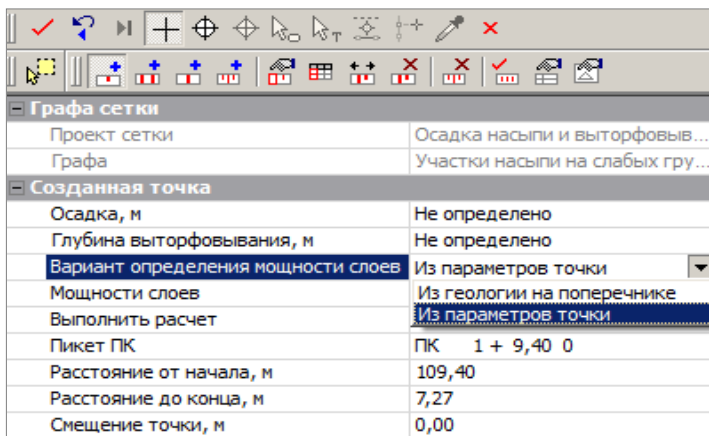 Графа сетки
Проект сетки Осадка насыпи и выторфовыв...
Графа Участки насыпи на слабых гру...
Созданная точка
Осадка, м Не определено
Глубина выторфовывания, м Не определено
Вариант определения мощности слоев Из параметров точки
Мощности слоев Из геологии на поперечнике
Выполнить расчет Из параметров точки
Пикет ПК ПК 1 + 9,40 0
Расстояние от начала, м 109,40
Расстояние до конца, м 7,27
Смещение точки, м 0,00